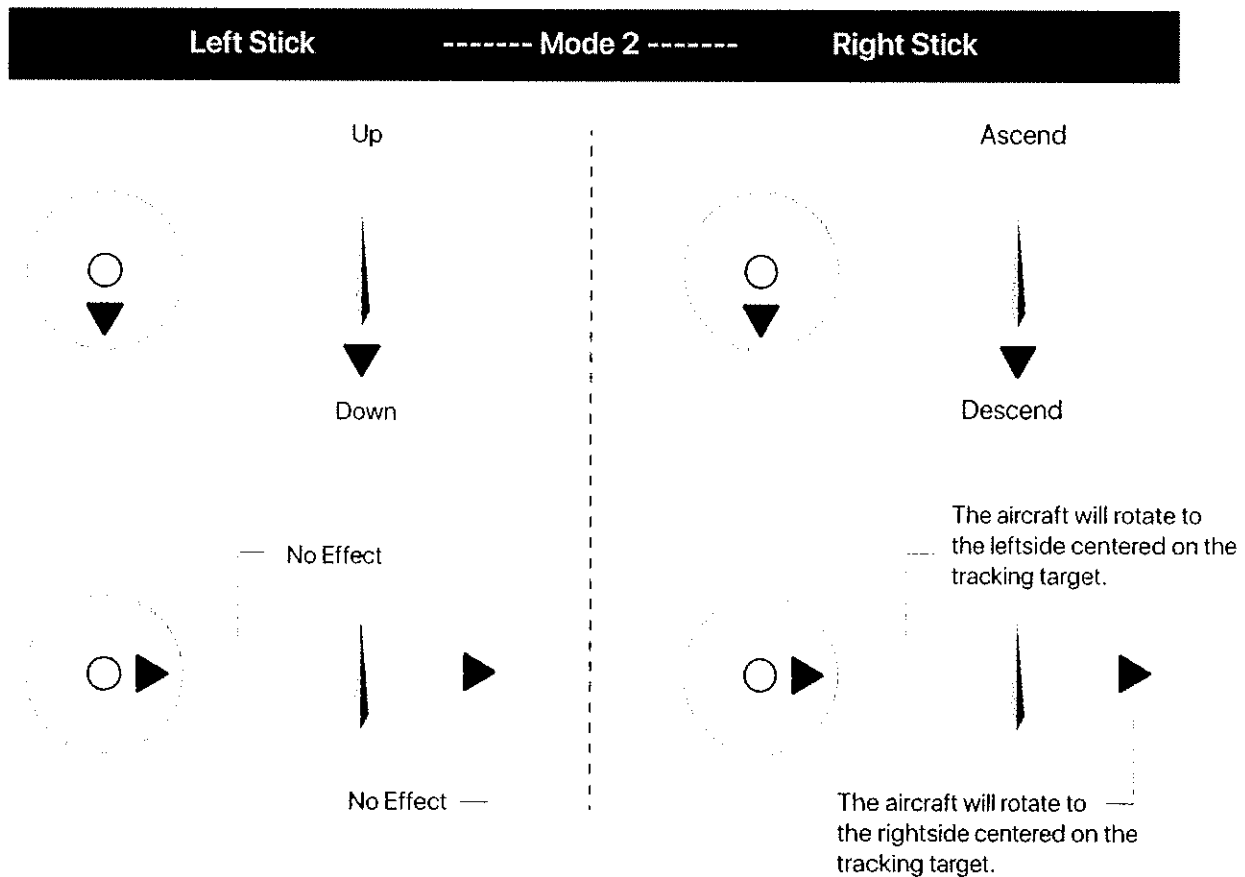 Left Stick ------- Mode 2 ------- Right Stick
Up
Ascend
Down
Descend
No Effect
The aircraft will rotate to
the leftside centered on the
tracking target.
No Effect
The aircraft will rotate to
the rightside centered on the
tracking target.